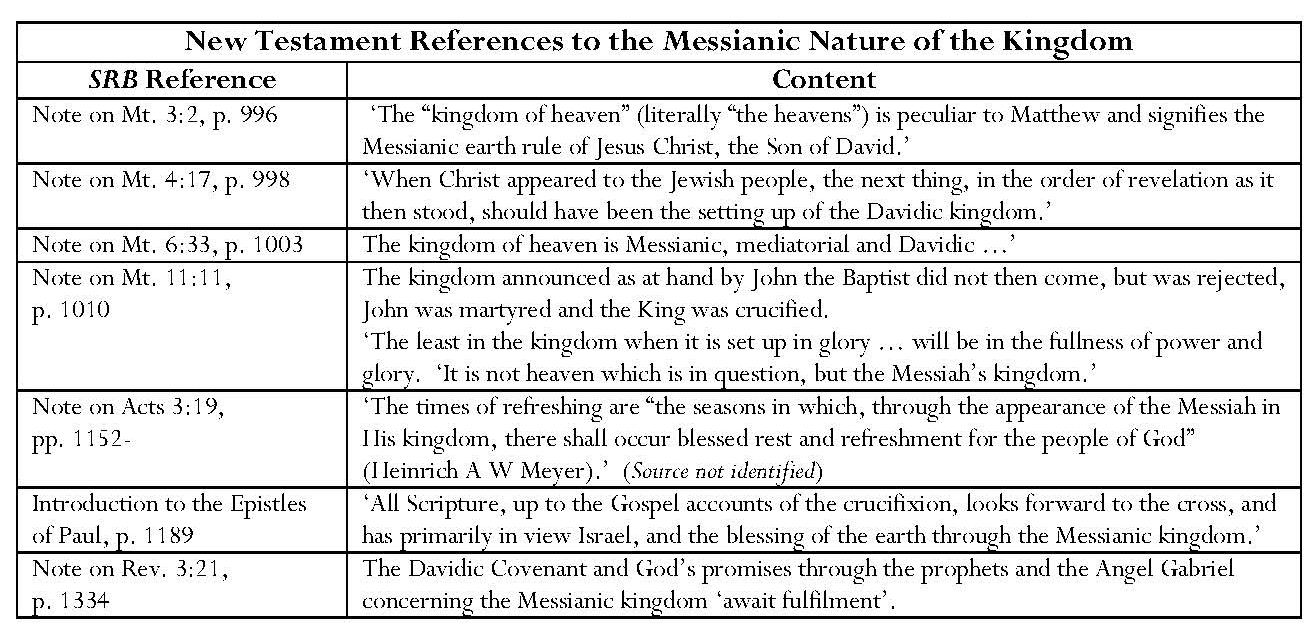 New Testament References to the Messianic Nature of the Kingdom
SRB Reference
Content
Note on Mt. 3:2, p. 996
‘The “kingdom of heaven” (literally “the heavens”) is peculiar to Matthew and signifies the
Messianic earth rule of Jesus Christ, the Son of David.’
Note on Mt. 4:17, p. 998
‘When Christ appeared to the Jewish people, the next thing, in the order of revelation as it
then stood, should have been the setting up of the Davidic kingdom.’
Note on Mt. 6:33, p. 1003
The kingdom of heaven is Messianic, mediatorial and Davidic …’
Note on Mt. 11:11,
p. 1010
The kingdom announced as at hand by John the Baptist did not then come, but was rejected,
John was martyred and the King was crucified.
‘The least in the kingdom when it is set up in glory … will be in the fullness of power and
glory. ‘It is not heaven which is in question, but the Messiah’s kingdom.’
Note on Acts 3:19,
pp. 1152-
‘The times of refreshing are “the seasons in which, through the appearance of the Messiah in
His kingdom, there shall occur blessed rest and refreshment for the people of God”
(Heinrich A W Meyer).’ (Source not identified)
Introduction to the Epistles
of Paul, p. 1189
‘All Scripture, up to the Gospel accounts of the crucifixion, looks forward to the cross, and
has primarily in view Israel, and the blessing of the earth through the Messianic kingdom.’
Note on Rev. 3:21,
p. 1334
The Davidic Covenant and God’s promises through the prophets and the Angel Gabriel
concerning the Messianic kingdom ‘await fulfilment’.